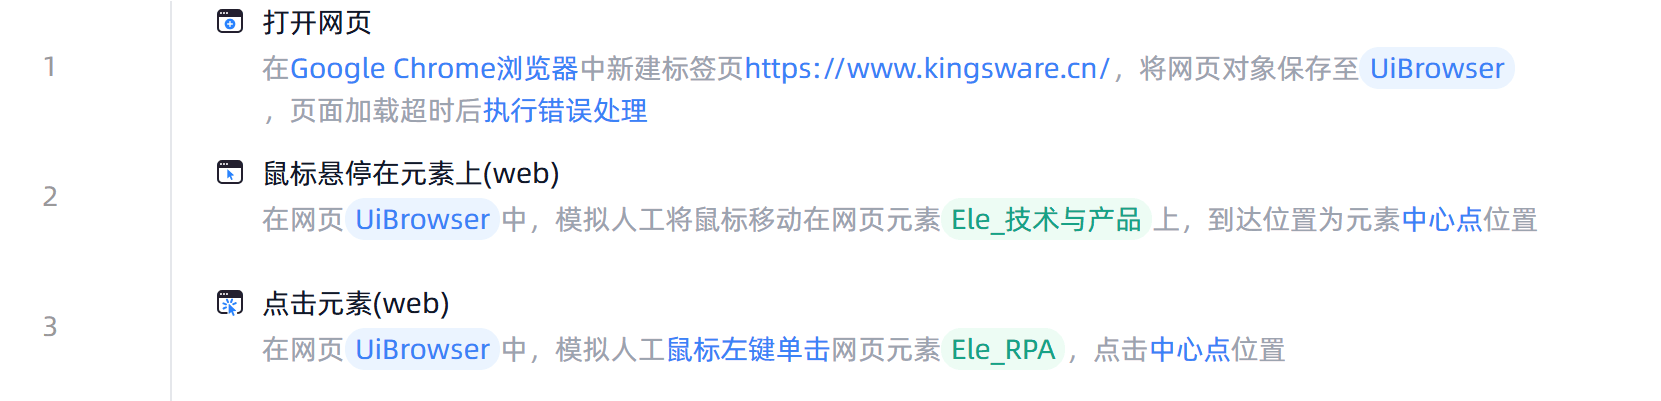 打开网页
1
在Google Chrome浏览器中新建标签页https://www.kingsware.cn/，将网页对象保存至 UiBrowser
，页面加载超时后执行错误处理
鼠标悬停在元素上(web)
2
在网页 UiBrowser 中，模拟人工将鼠标移动在网页元素 Ele_技术与产品 上，到达位置为元素中心点位置
点击元素(web)
3
在网页 UiBrowser 中，模拟人工鼠标左键单击网页元素 Ele_RPA ，点击中心点位置